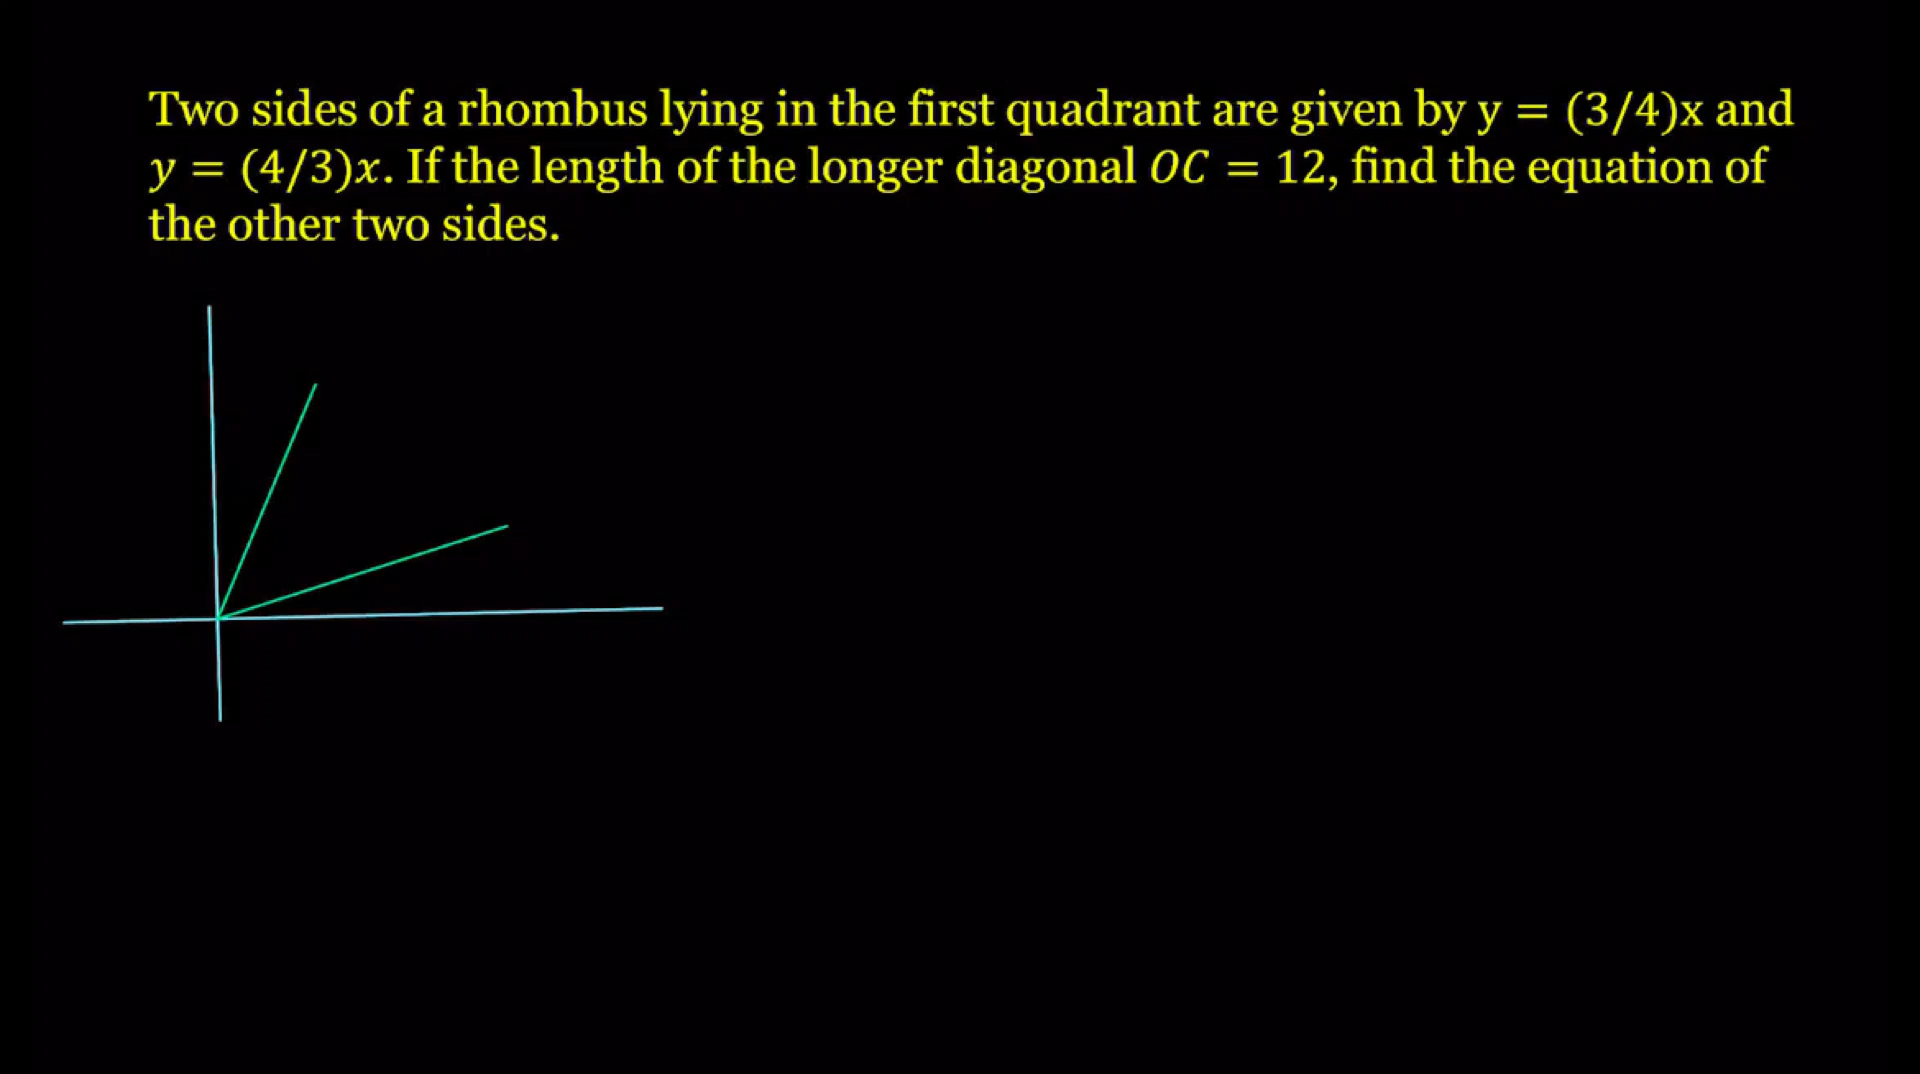 Two sides of a rhombus lying in the first quadrant are given by y = (3/4)x and
y = (4/3)x. If the length of the longer diagonal OC = 12, find the equation of
the other two sides.